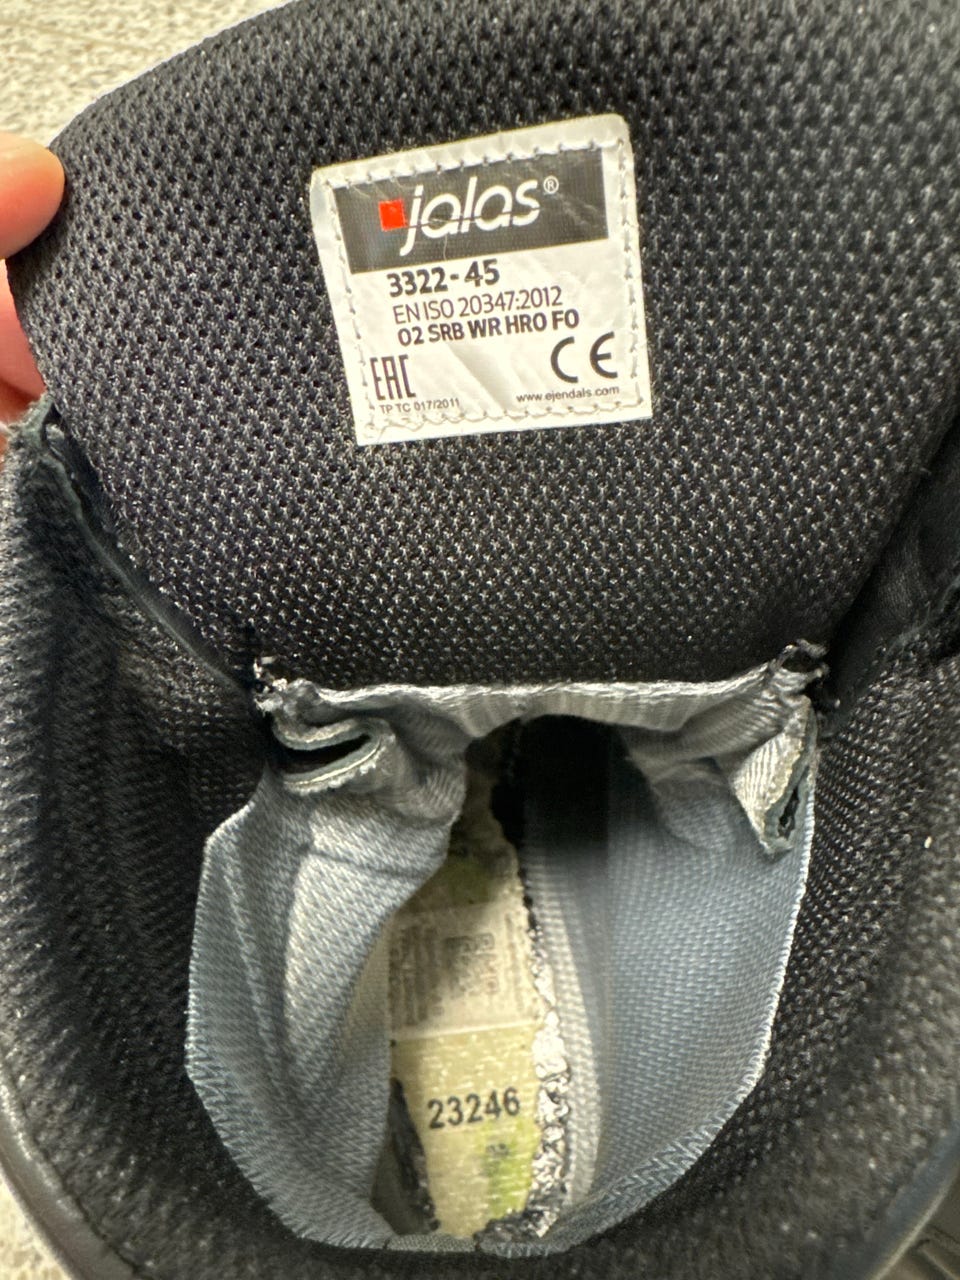 jalas®
3322-45
EN ISO 20347:2012
O2 SRB WR HRO FO
EAC
CE
TP TC 017/2011
www.ejendals.com
23246